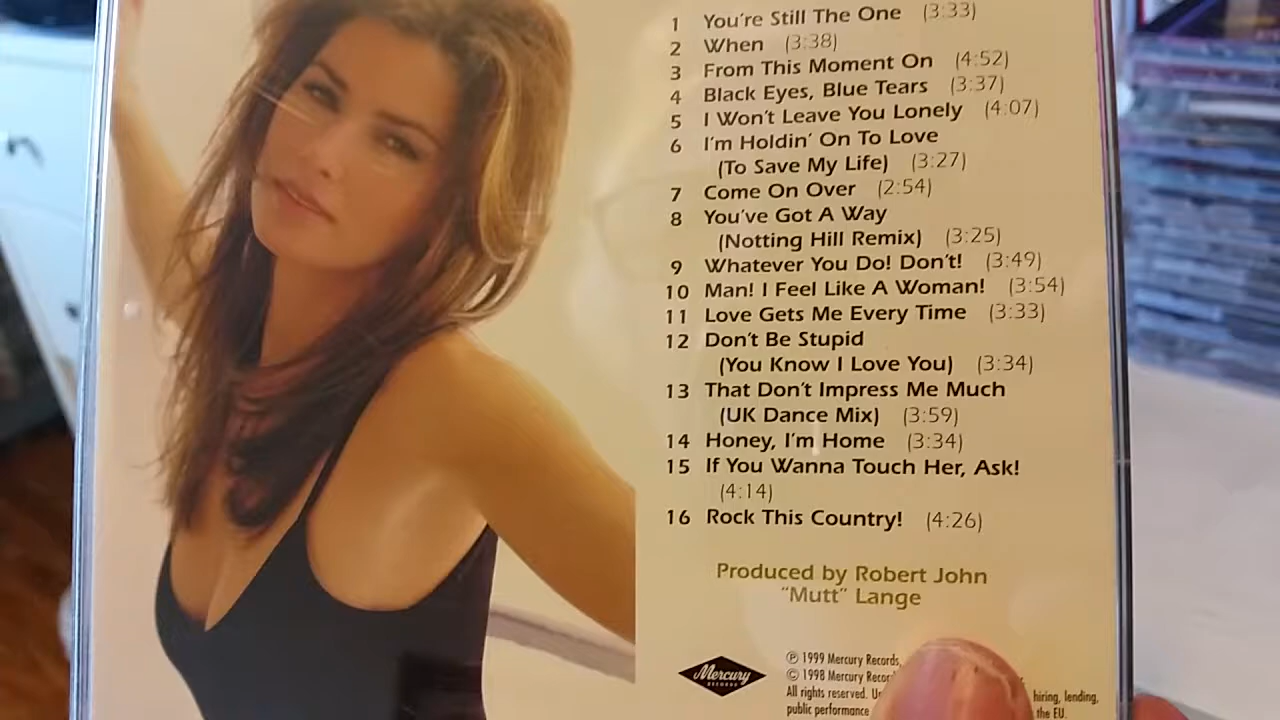 1 You're Still The One (3:33)
2 When (3:38)
3 From This Moment On (4:52)
4 Black Eyes, Blue Tears (3:37)
5 I Won't Leave You Lonely (4:07)
6 I'm Holdin' On To Love
(To Save My Life) (3:27)
7 Come On Over (2:54)
8 You've Got A Way
(Notting Hill Remix) (3:25)
9 Whatever You Do! Don't! (3:49)
10 Man! I Feel Like A Woman! (3:54)
11 Love Gets Me Every Time (3:33)
12 Don't Be Stupid
(You Know I Love You) (3:34)
13 That Don't Impress Me Much
(UK Dance Mix) (3:59)
14 Honey, I'm Home (3:34)
15 If You Wanna Touch Her, Ask!
(4:14)
16 Rock This Country! (4:26)
Produced by Robert John
"Mutt" Lange
Mercury
RECORDS
℗ 1999 Mercury Records,
© 1998 Mercury
All rights reserved. hiring, lending,
public performance the EU.